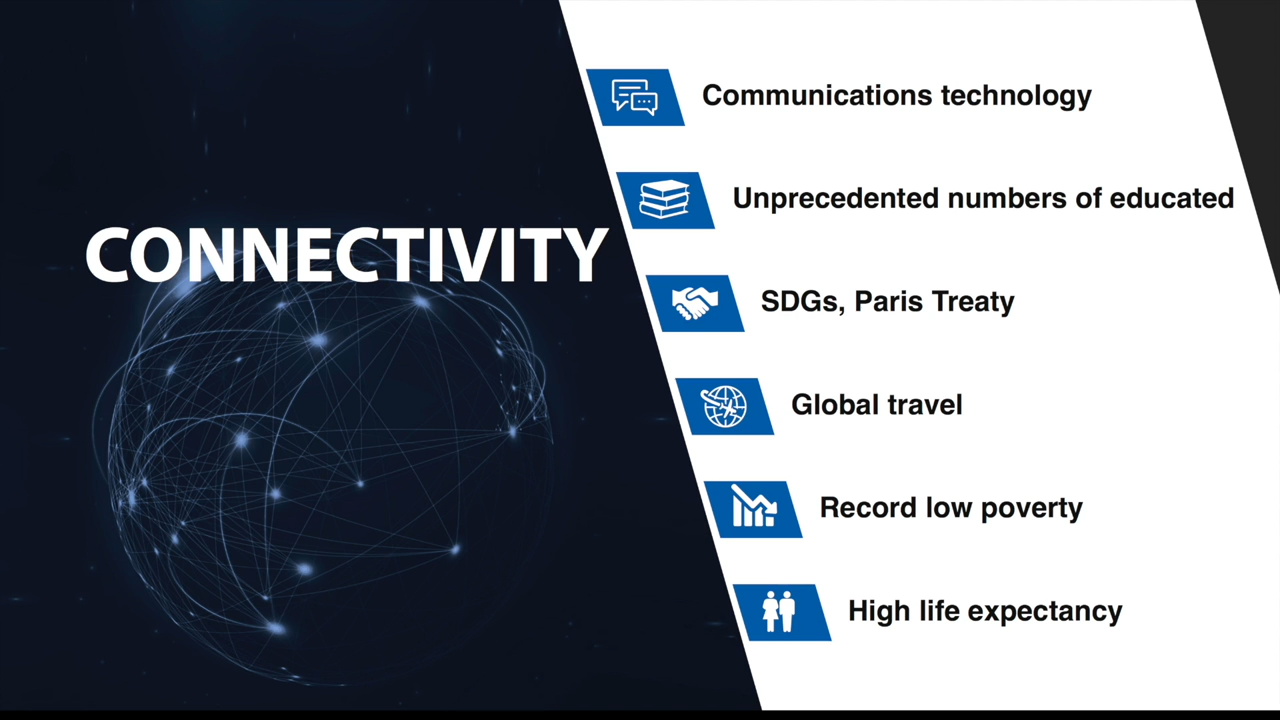 CONNECTIVITY
Communications technology
Unprecedented numbers of educated
SDGs, Paris Treaty
Global travel
Record low poverty
High life expectancy